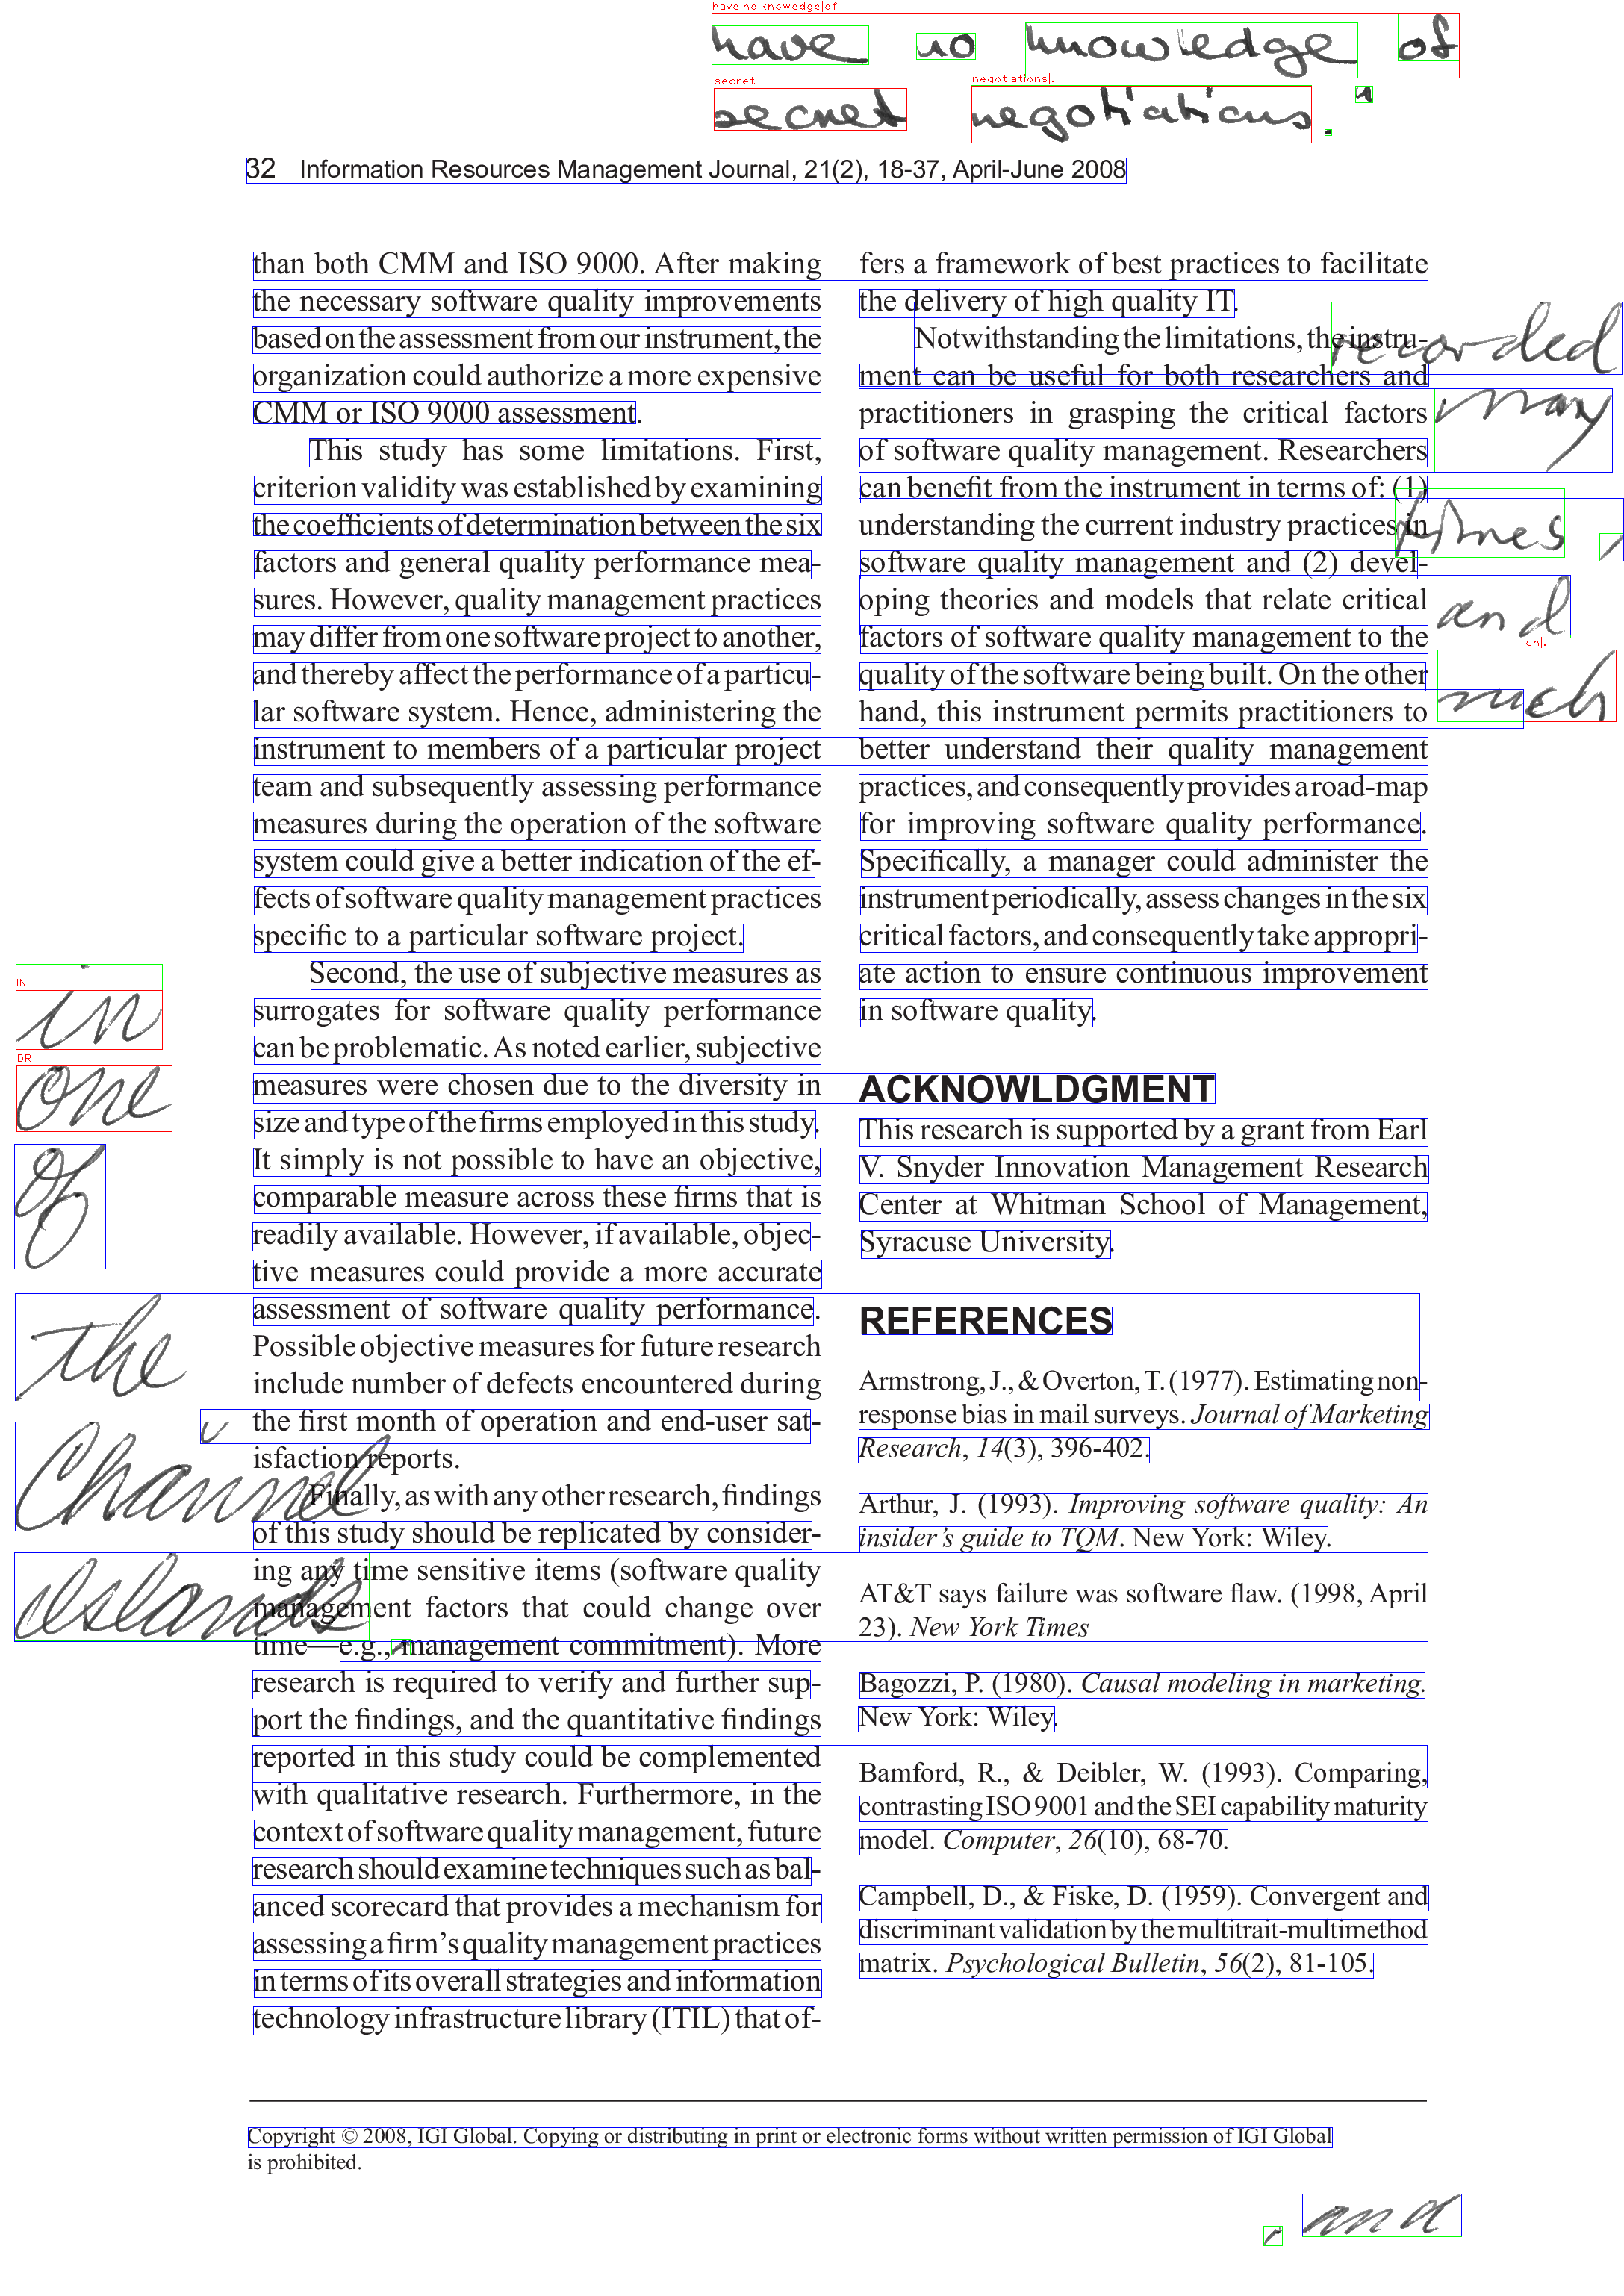 have|no|knowedge|of
have no knowledge of
secret
negotiations|.
secret negotiations."
32 Information Resources Management Journal, 21(2), 18-37, April-June 2008
than both CMM and ISO 9000. After making
the necessary software quality improvements
based on the assessment from our instrument, the
organization could authorize a more expensive
CMM or ISO 9000 assessment.
This study has some limitations. First,
criterion validity was established by examining
the coefficients of determination between the six
factors and general quality performance mea-
sures. However, quality management practices
may differ from one software project to another,
and thereby affect the performance of a particu-
lar software system. Hence, administering the
instrument to members of a particular project
team and subsequently assessing performance
measures during the operation of the software
system could give a better indication of the ef-
fects of software quality management practices
specific to a particular software project.
Second, the use of subjective measures as
surrogates for software quality performance
can be problematic. As noted earlier, subjective
measures were chosen due to the diversity in
size and type of the firms employed in this study.
It simply is not possible to have an objective,
comparable measure across these firms that is
readily available. However, if available, objec-
tive measures could provide a more accurate
assessment of software quality performance.
Possible objective measures for future research
include number of defects encountered during
the first month of operation and end-user sat-
isfaction reports.
Finally, as with any other research, findings
of this study should be replicated by consider-
ing any time sensitive items (software quality
management factors that could change over
time—e.g., management commitment). More
research is required to verify and further sup-
port the findings, and the quantitative findings
reported in this study could be complemented
with qualitative research. Furthermore, in the
context of software quality management, future
research should examine techniques such as bal-
anced scorecard that provides a mechanism for
assessing a firm's quality management practices
in terms of its overall strategies and information
technology infrastructure library (ITIL) that of-
INL
in
DR
one
of
the
Channel
Islands
fers a framework of best practices to facilitate
the delivery of high quality IT.
Notwithstanding the limitations, the instru-
ment can be useful for both researchers and
practitioners in grasping the critical factors
of software quality management. Researchers
can benefit from the instrument in terms of: (1)
understanding the current industry practices in
software quality management and (2) devel-
oping theories and models that relate critical
factors of software quality management to the
quality of the software being built. On the other
hand, this instrument permits practitioners to
better understand their quality management
practices, and consequently provides a road-map
for improving software quality performance.
Specifically, a manager could administer the
instrument periodically, assess changes in the six
critical factors, and consequently take appropri-
ate action to ensure continuous improvement
in software quality.
recorded
may
times ,
and
ch|.
much
ACKNOWLDGMENT
This research is supported by a grant from Earl
V. Snyder Innovation Management Research
Center at Whitman School of Management,
Syracuse University.
REFERENCES
Armstrong, J., & Overton, T. (1977). Estimating non-
response bias in mail surveys. Journal of Marketing
Research, 14(3), 396-402.
Arthur, J. (1993). Improving software quality: An
insider's guide to TQM. New York: Wiley.
AT&T says failure was software flaw. (1998, April
23). New York Times
Bagozzi, P. (1980). Causal modeling in marketing.
New York: Wiley.
Bamford, R., & Deibler, W. (1993). Comparing,
contrasting ISO 9001 and the SEI capability maturity
model. Computer, 26(10), 68-70.
Campbell, D., & Fiske, D. (1959). Convergent and
discriminant validation by the multitrait-multimethod
matrix. Psychological Bulletin, 56(2), 81-105.
Copyright © 2008, IGI Global. Copying or distributing in print or electronic forms without written permission of IGI Global
is prohibited.
and